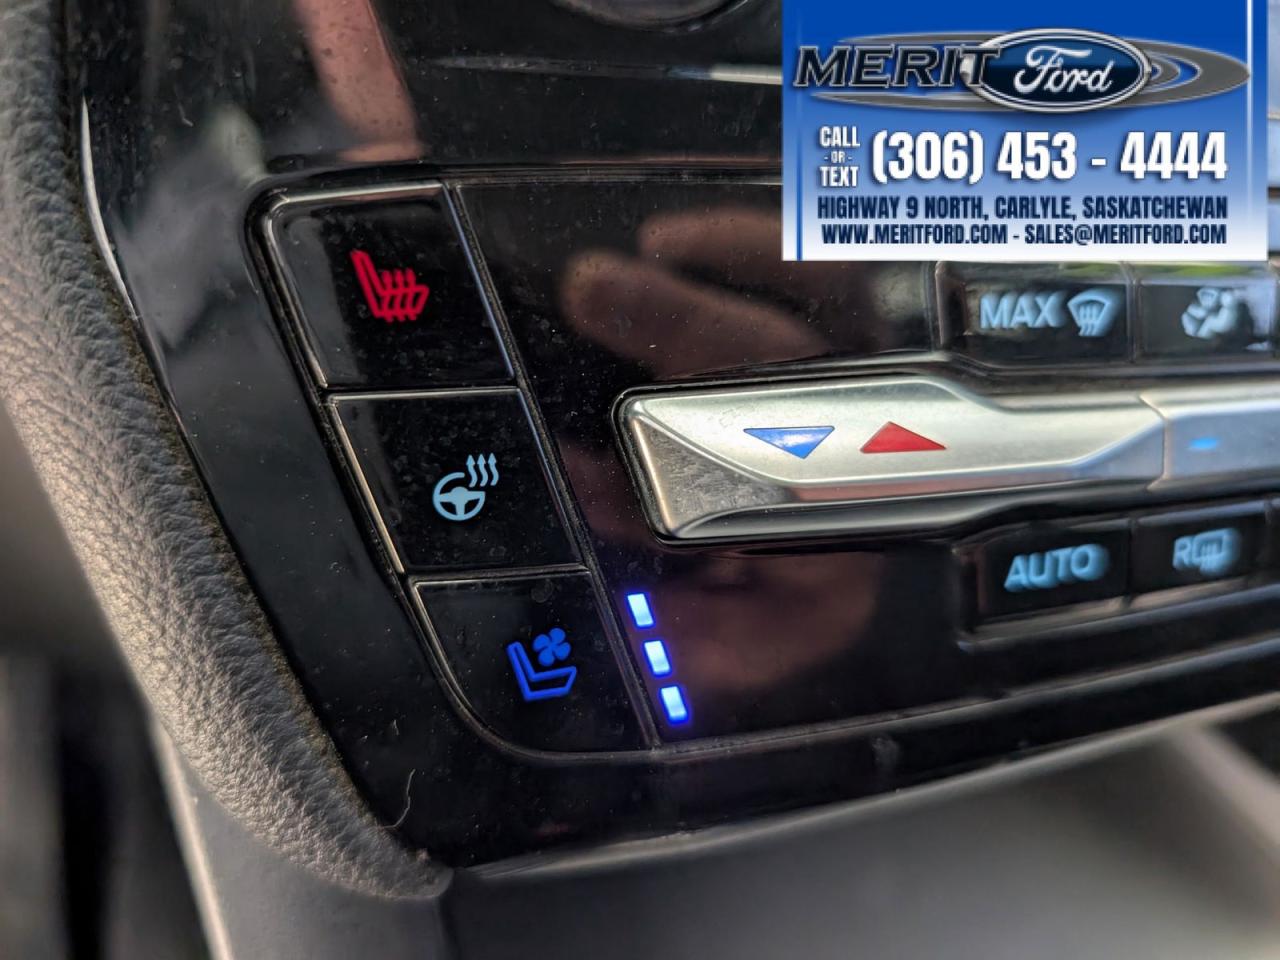 MERIT Ford
CALL
- OR -
TEXT
(306) 453 - 4444
HIGHWAY 9 NORTH, CARLYLE, SASKATCHEWAN
WWW.MERITFORD.COM - SALES@MERITFORD.COM
MAX
AUTO
R